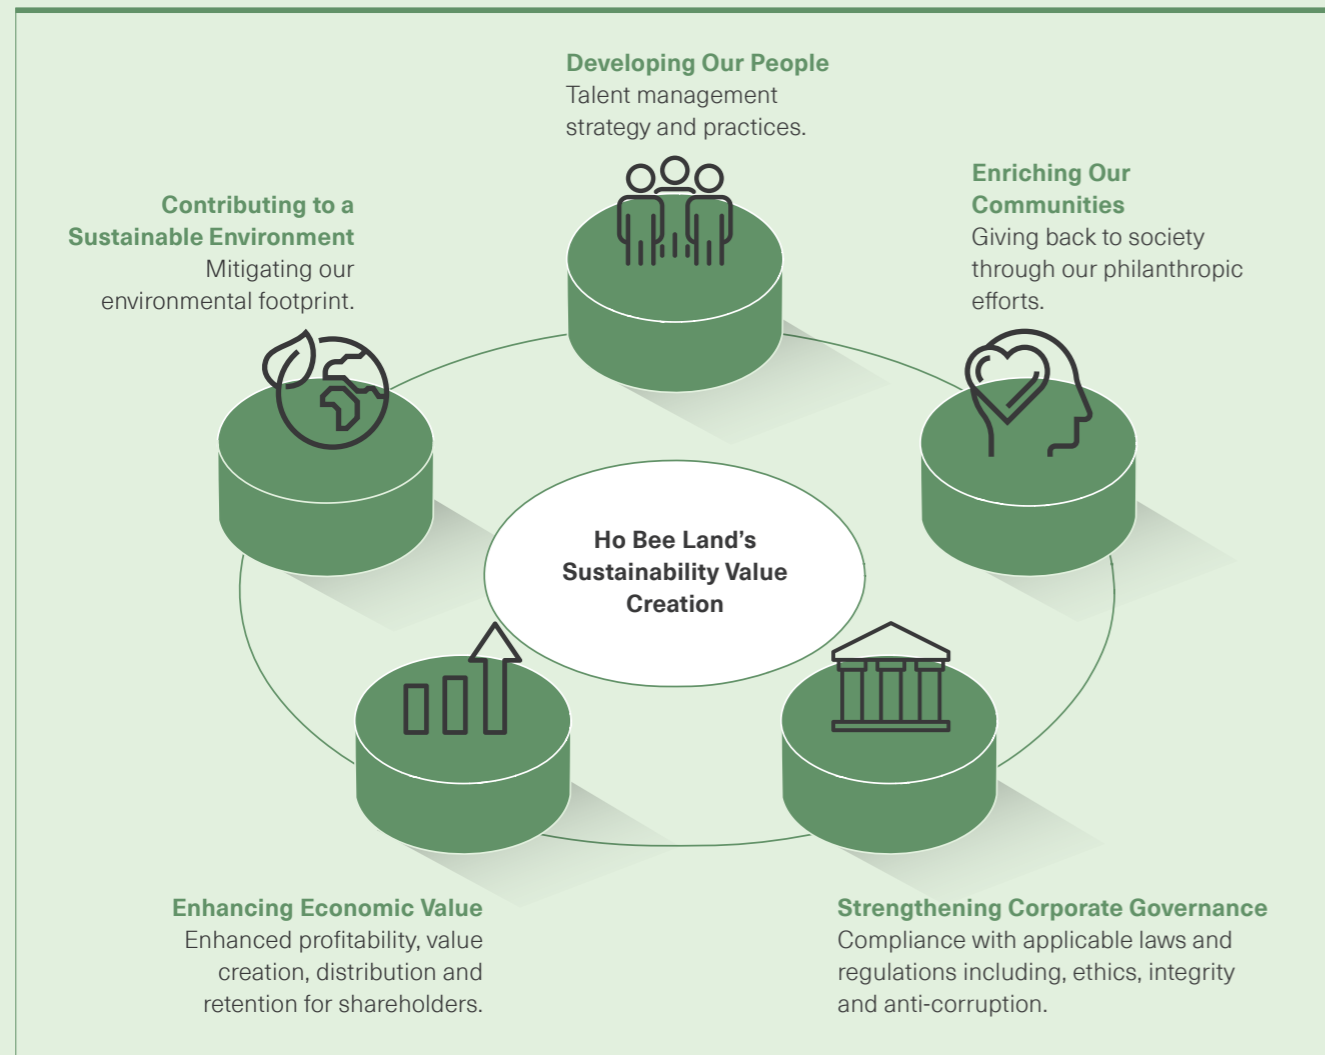 Developing Our People
Talent management
strategy and practices.
Enriching Our
Communities
Giving back to society
through our philanthropic
efforts.
Contributing to a
Sustainable Environment
Mitigating our
environmental footprint.
Ho Bee Land’s
Sustainability Value
Creation
Enhancing Economic Value
Enhanced profitability, value
creation, distribution and
retention for shareholders.
Strengthening Corporate Governance
Compliance with applicable laws and
regulations including, ethics, integrity
and anti-corruption.